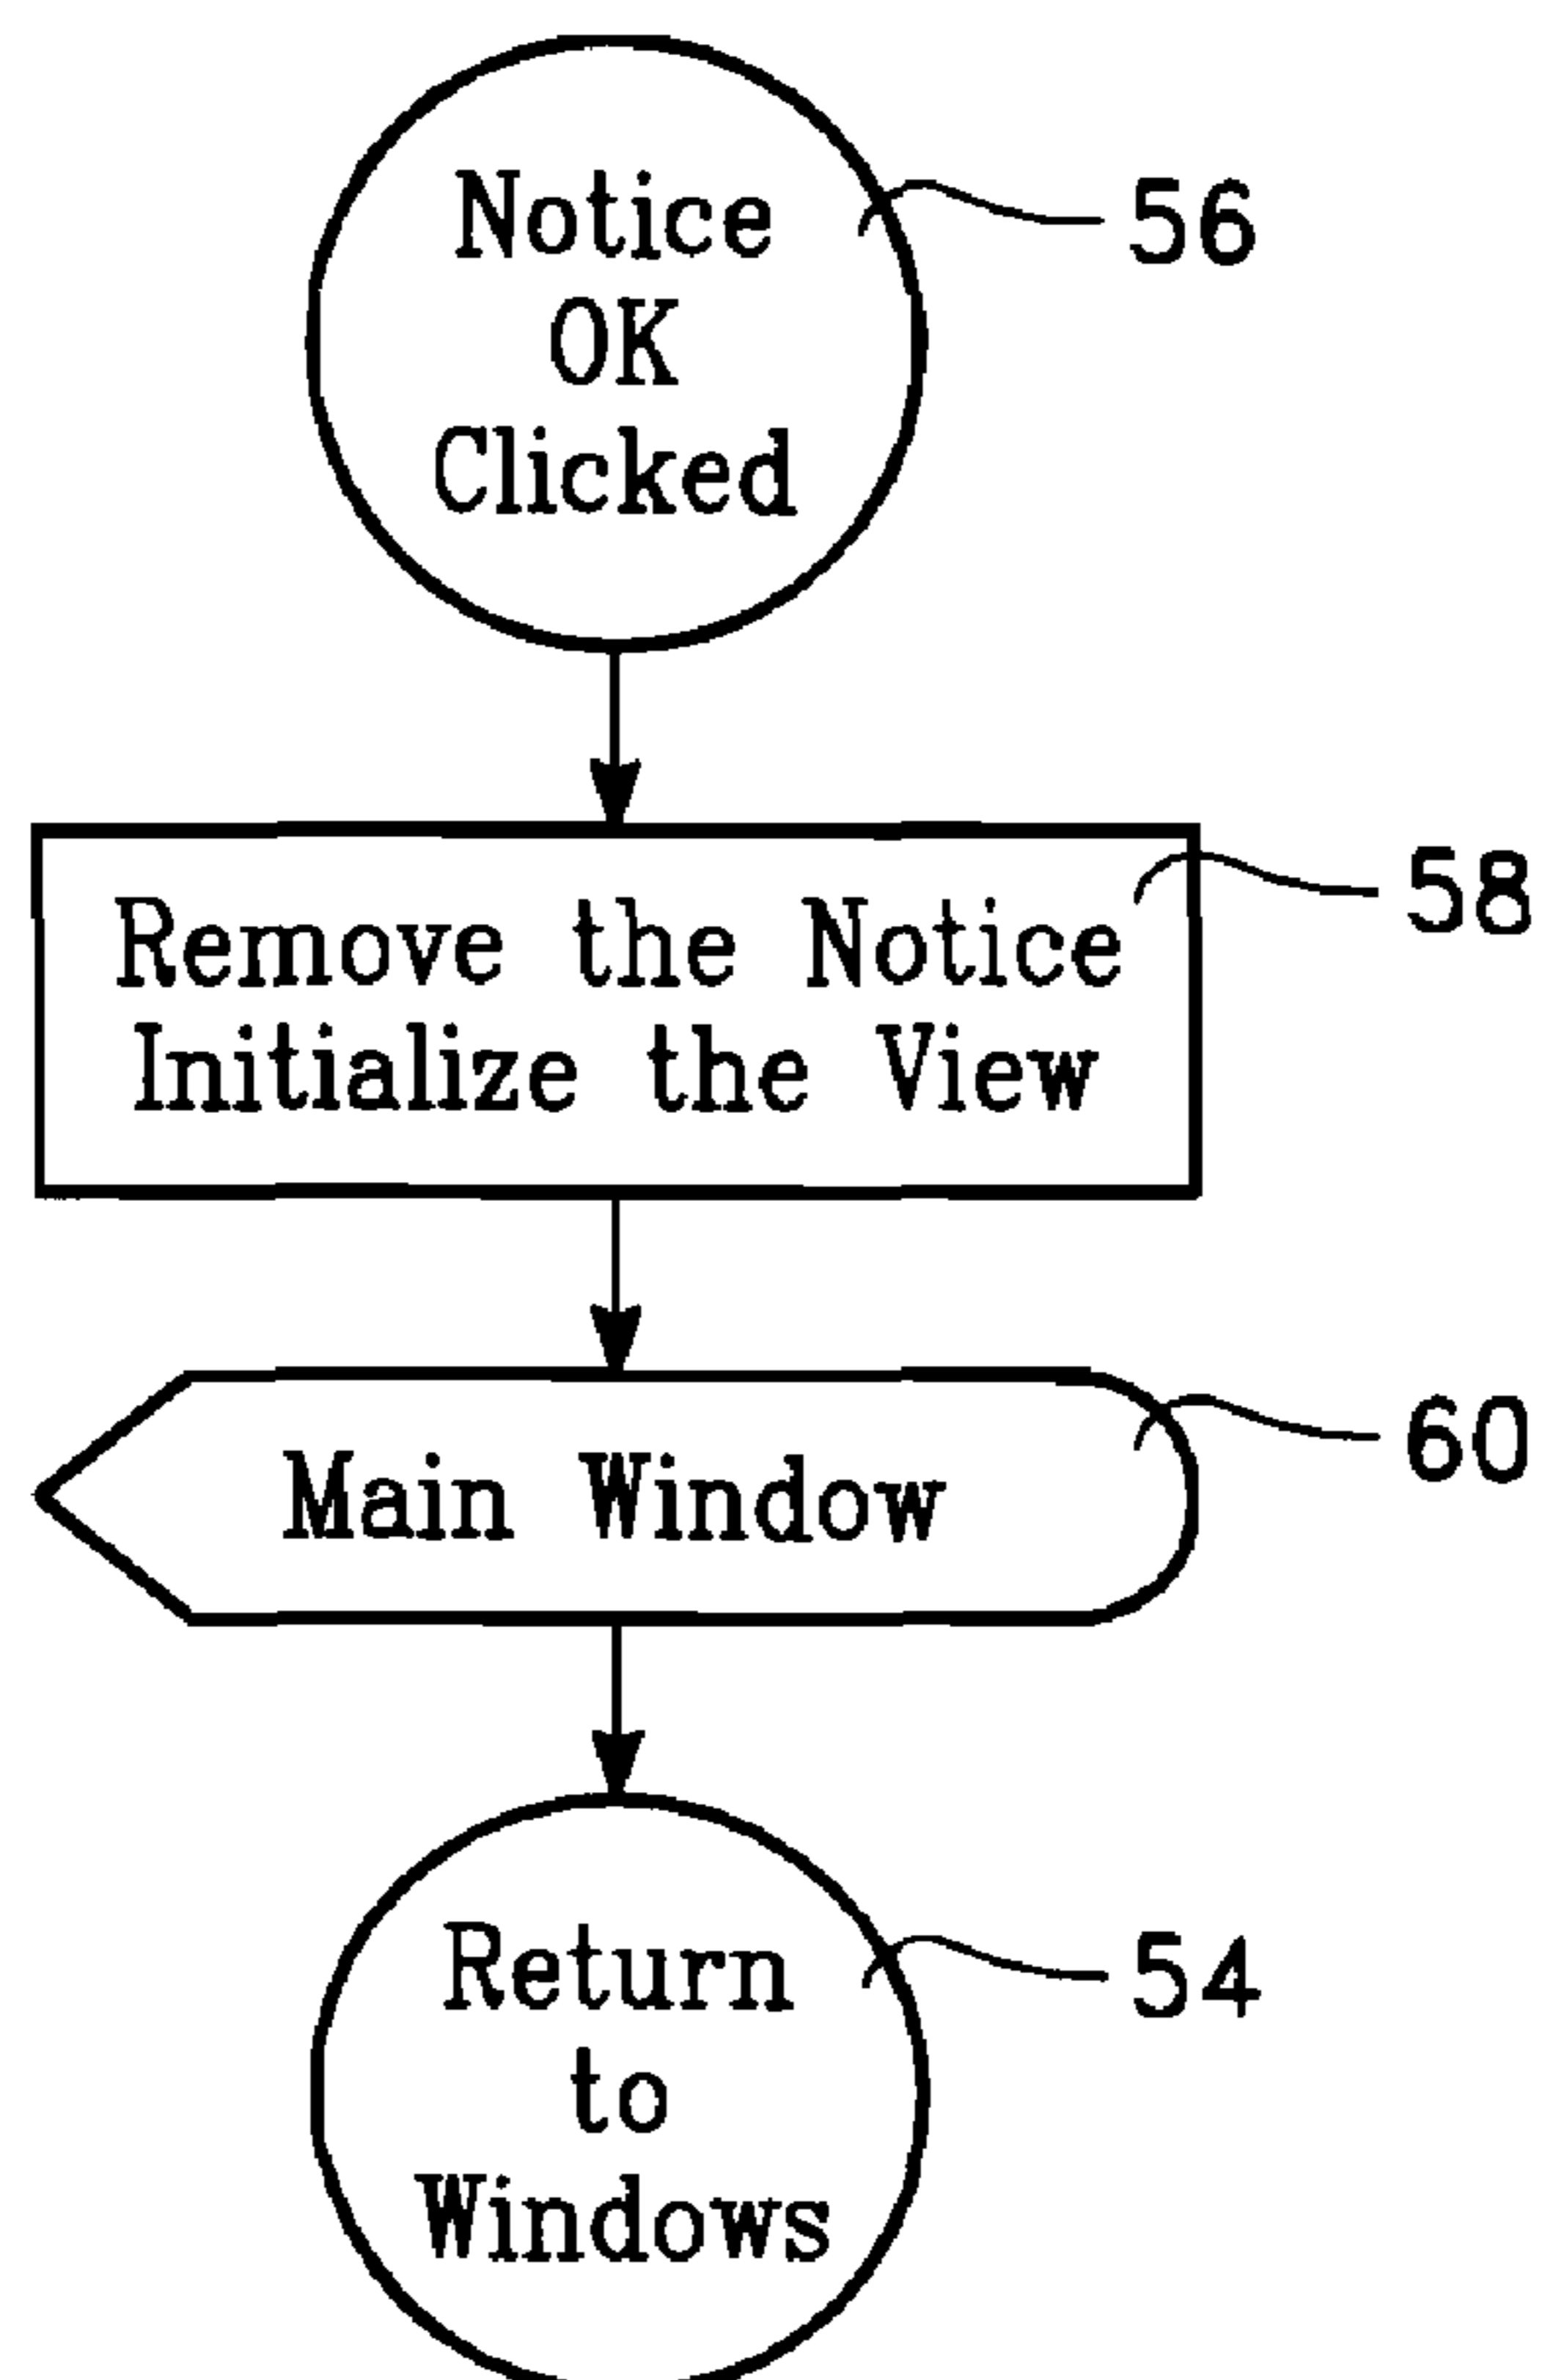 Notice
OK
Clicked
56
Remove the Notice
Initialize the View
58
Main Window
60
Return
to
Windows
54